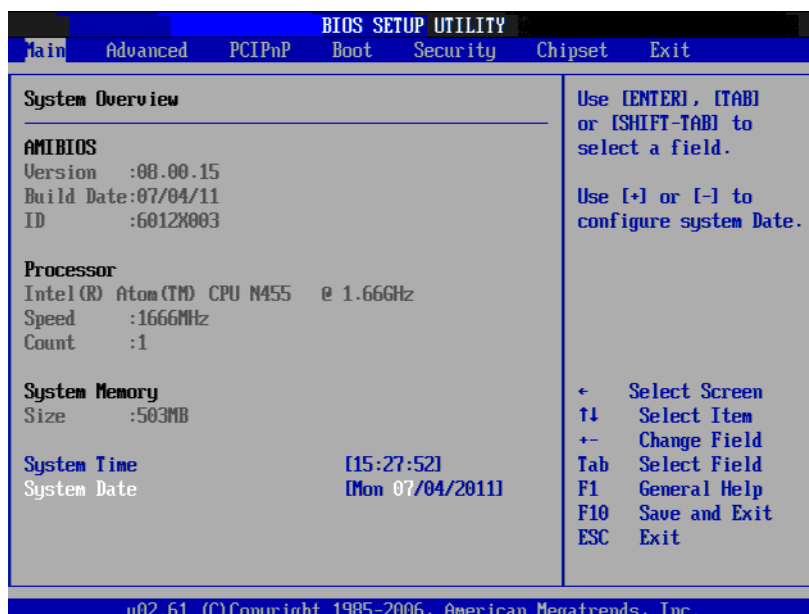 BIOS SETUP UTILITY
Main Advanced PCIPnP Boot Security Chipset Exit
System Overview
AMIBIOS
Version :08.00.15
Build Date:07/04/11
ID :6012X003
Processor
Intel(R) Atom(TM) CPU N455 @ 1.66GHz
Speed :1666MHz
Count :1
System Memory
Size :503MB
System Time [15:27:52]
System Date [Mon 07/04/2011]
Use [ENTER], [TAB]
or [SHIFT-TAB] to
select a field.
Use [+] or [-] to
configure system Date.
← Select Screen
↑↓ Select Item
+- Change Field
Tab Select Field
F1 General Help
F10 Save and Exit
ESC Exit
v02.61 (C)Copyright 1985-2006, American Megatrends, Inc.